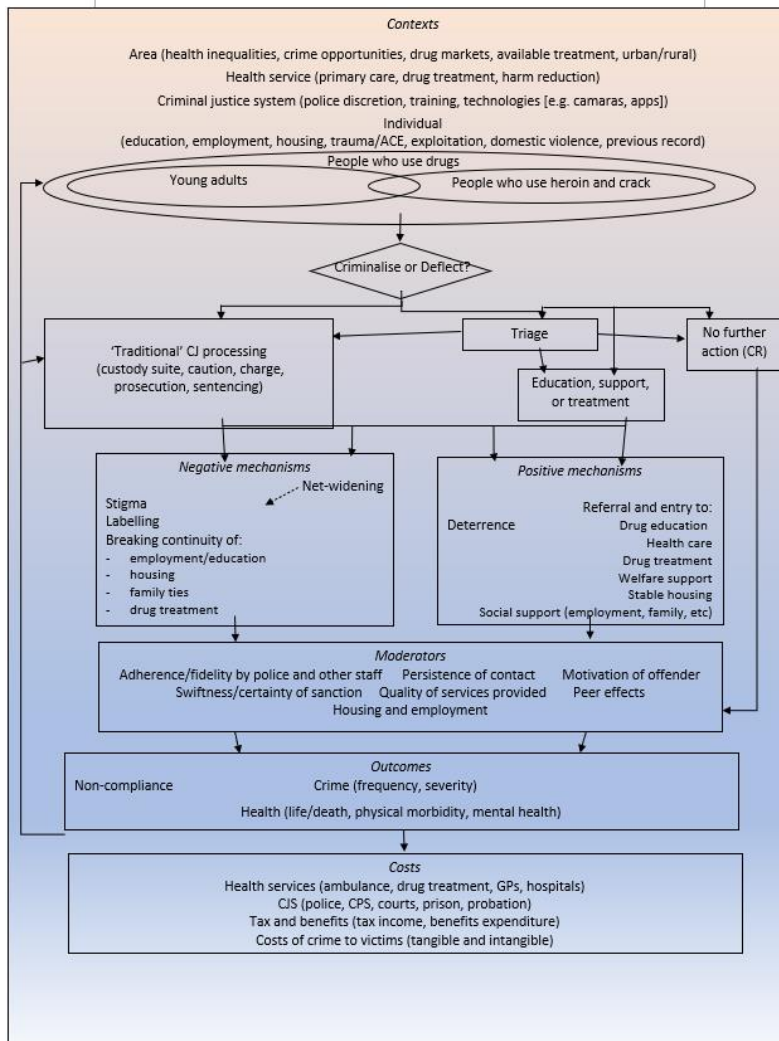 Contexts
Area (health inequalities, crime opportunities, drug markets, available treatment, urban/rural)
Health service (primary care, drug treatment, harm reduction)
Criminal justice system (police discretion, training, technologies [e.g. camaras, apps])
Individual
(education, employment, housing, trauma/ACE, exploitation, domestic violence, previous record)
People who use drugs
Young adults
People who use heroin and crack
Criminalise or Deflect?
'Traditional' CJ processing
(custody suite, caution, charge,
prosecution, sentencing)
Triage
No further
action (CR)
Education, support,
or treatment
Negative mechanisms
Net-widening
Stigma
Labelling
Breaking continuity of:
- employment/education
- housing
- family ties
- drug treatment
Positive mechanisms
Referral and entry to:
Deterrence Drug education
Health care
Drug treatment
Welfare support
Stable housing
Social support (employment, family, etc)
Moderators
Adherence/fidelity by police and other staff Persistence of contact Motivation of offender
Swiftness/certainty of sanction Quality of services provided Peer effects
Housing and employment
Outcomes
Non-compliance Crime (frequency, severity)
Health (life/death, physical morbidity, mental health)
Costs
Health services (ambulance, drug treatment, GPs, hospitals)
CJS (police, CPS, courts, prison, probation)
Tax and benefits (tax income, benefits expenditure)
Costs of crime to victims (tangible and intangible)